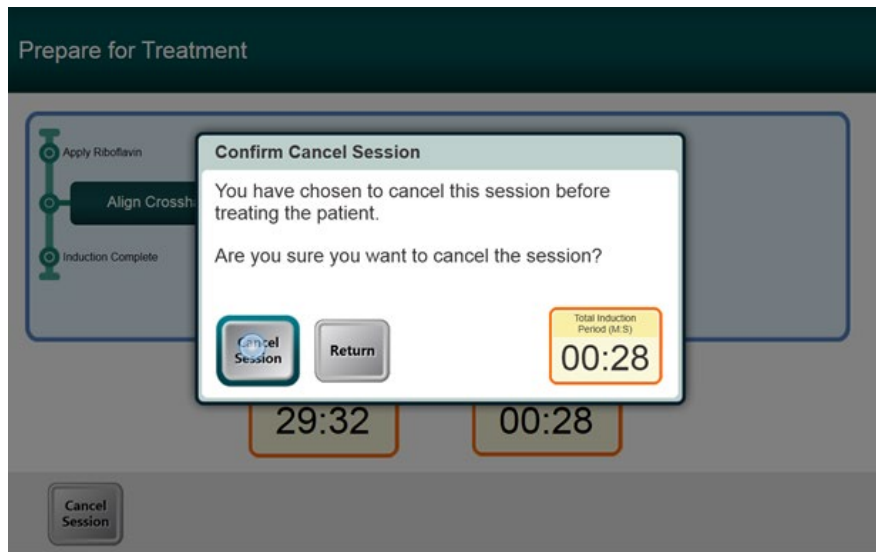 Prepare for Treatment
Apply Riboflavin
Align Crossh
Induction Complete
Confirm Cancel Session
You have chosen to cancel this session before
treating the patient.
Are you sure you want to cancel the session?
Cancel
Session
Return
Total Induction
Period (M:S)
00:28
29:32
00:28
Cancel
Session